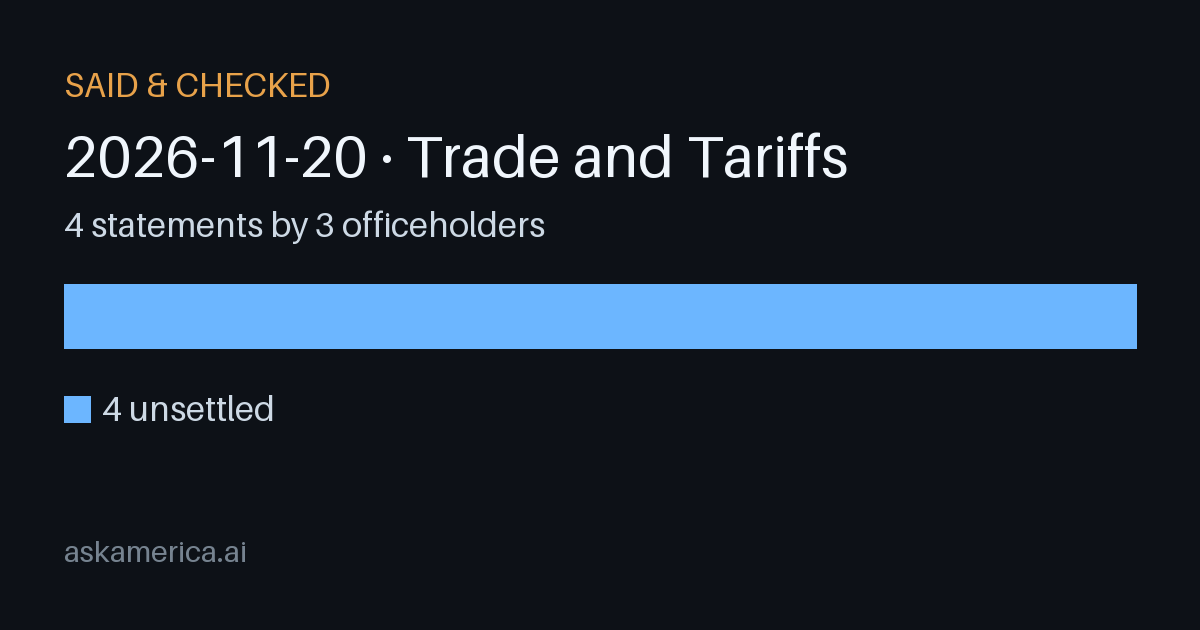 SAID & CHECKED
2026-11-20 · Trade and Tariffs
4 statements by 3 officeholders
4 unsettled
askamerica.ai